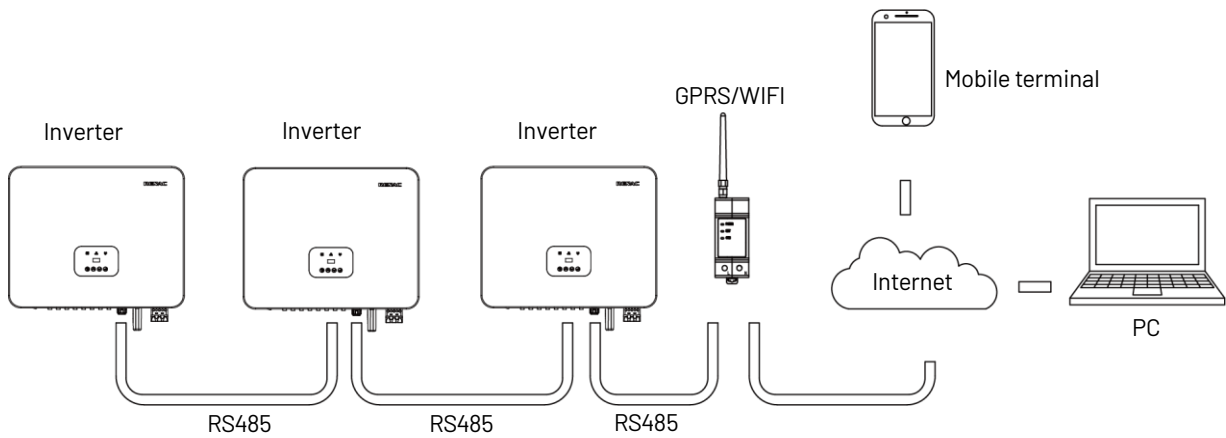 Mobile terminal
GPRS/WIFI
Inverter
Inverter
Inverter
Internet
PC
RS485
RS485
RS485